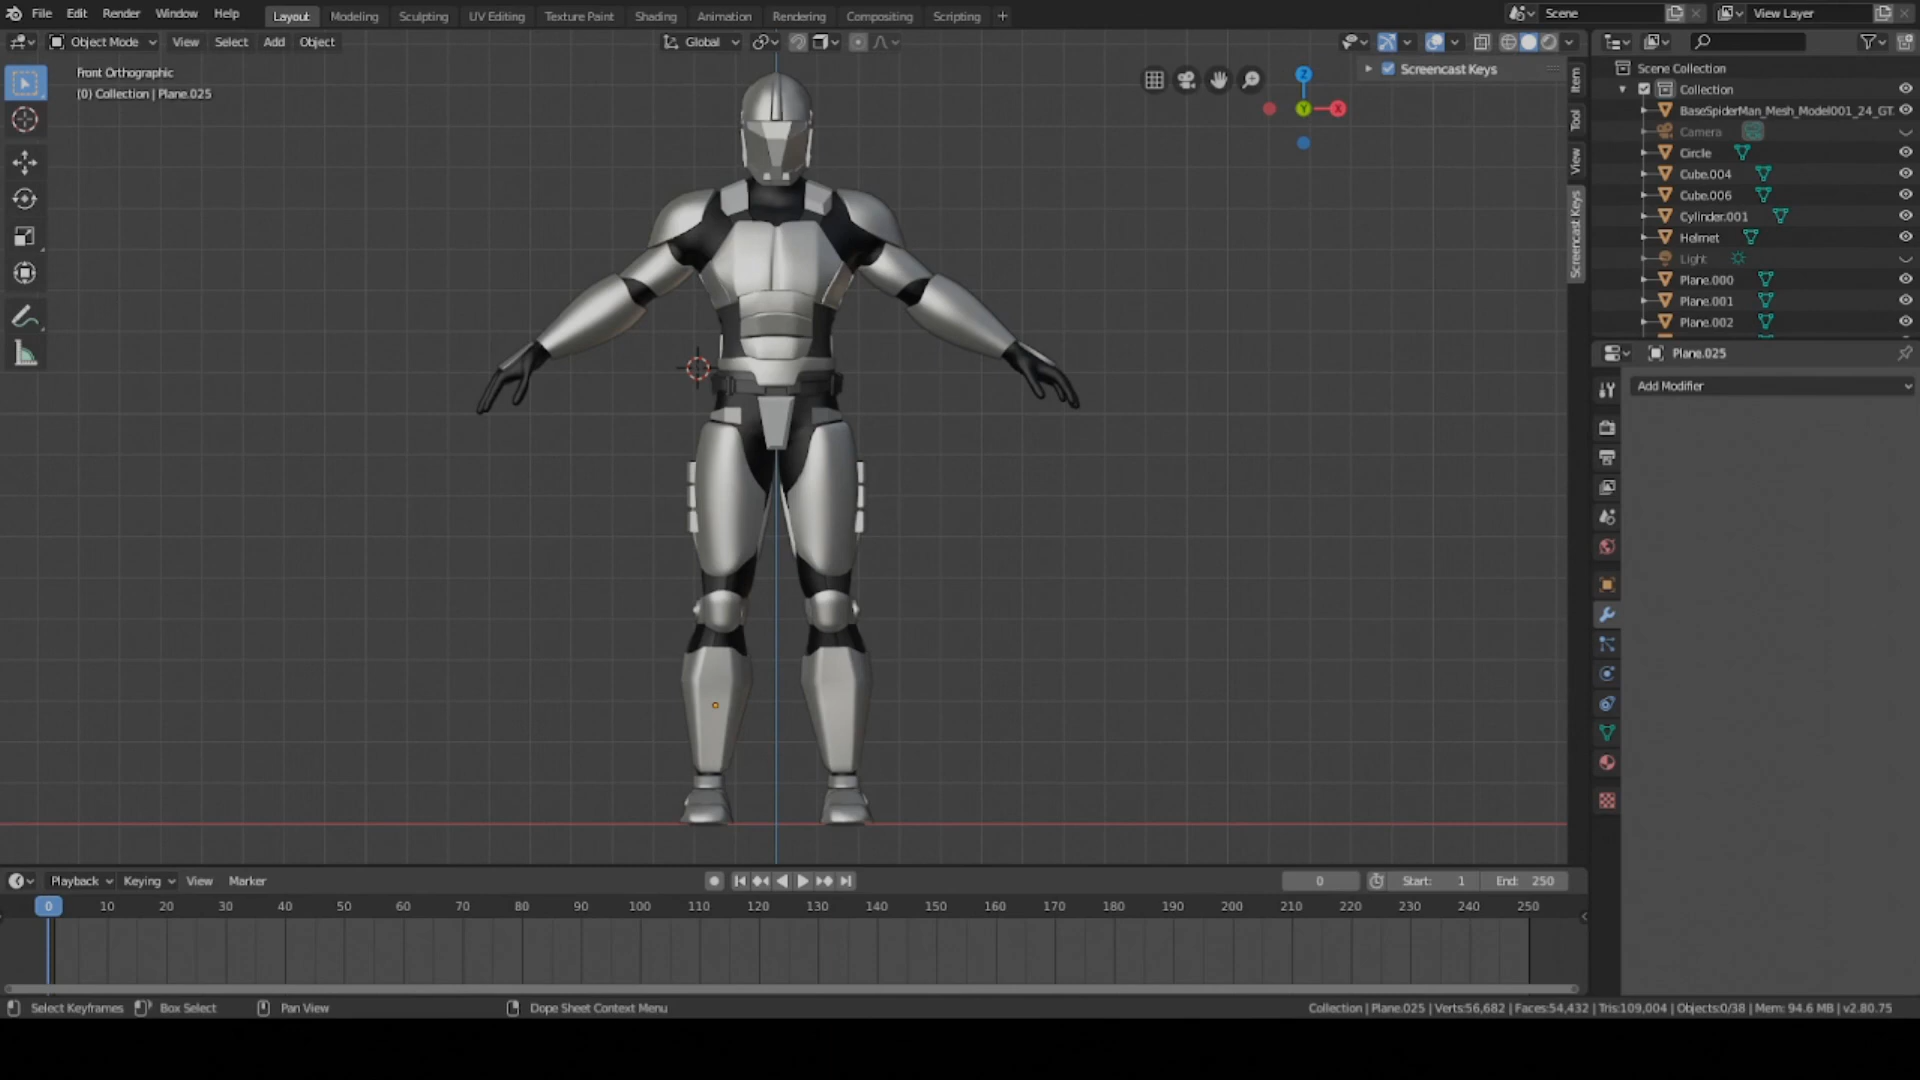 File Edit Render Window Help Layout Modeling Sculpting UV Editing Texture Paint Shading Animation Rendering Compositing Scripting + Scene View Layer
Object Mode View Select Add Object Global
Front Orthographic
(0) Collection | Plane.025
Screencast Keys
Z
Y
X
Item
Tool
View
Screencast Keys
Scene Collection
Collection
BaseSpiderMan_Mesh_Model001_24_GT
Camera
Circle
Cube.004
Cube.006
Cylinder.001
Helmet
Light
Plane.000
Plane.001
Plane.002
Plane.025
Add Modifier
Playback Keying View Marker 0 Start: 1 End: 250
0 10 20 30 40 50 60 70 80 90 100 110 120 130 140 150 160 170 180 190 200 210 220 230 240 250
Select Keyframes Box Select Pan View Dope Sheet Context Menu Collection | Plane.025 | Verts:56,682 | Faces:54,432 | Tris:109,004 | Objects:0/38 | Mem: 94.6 MB | v2.80.75